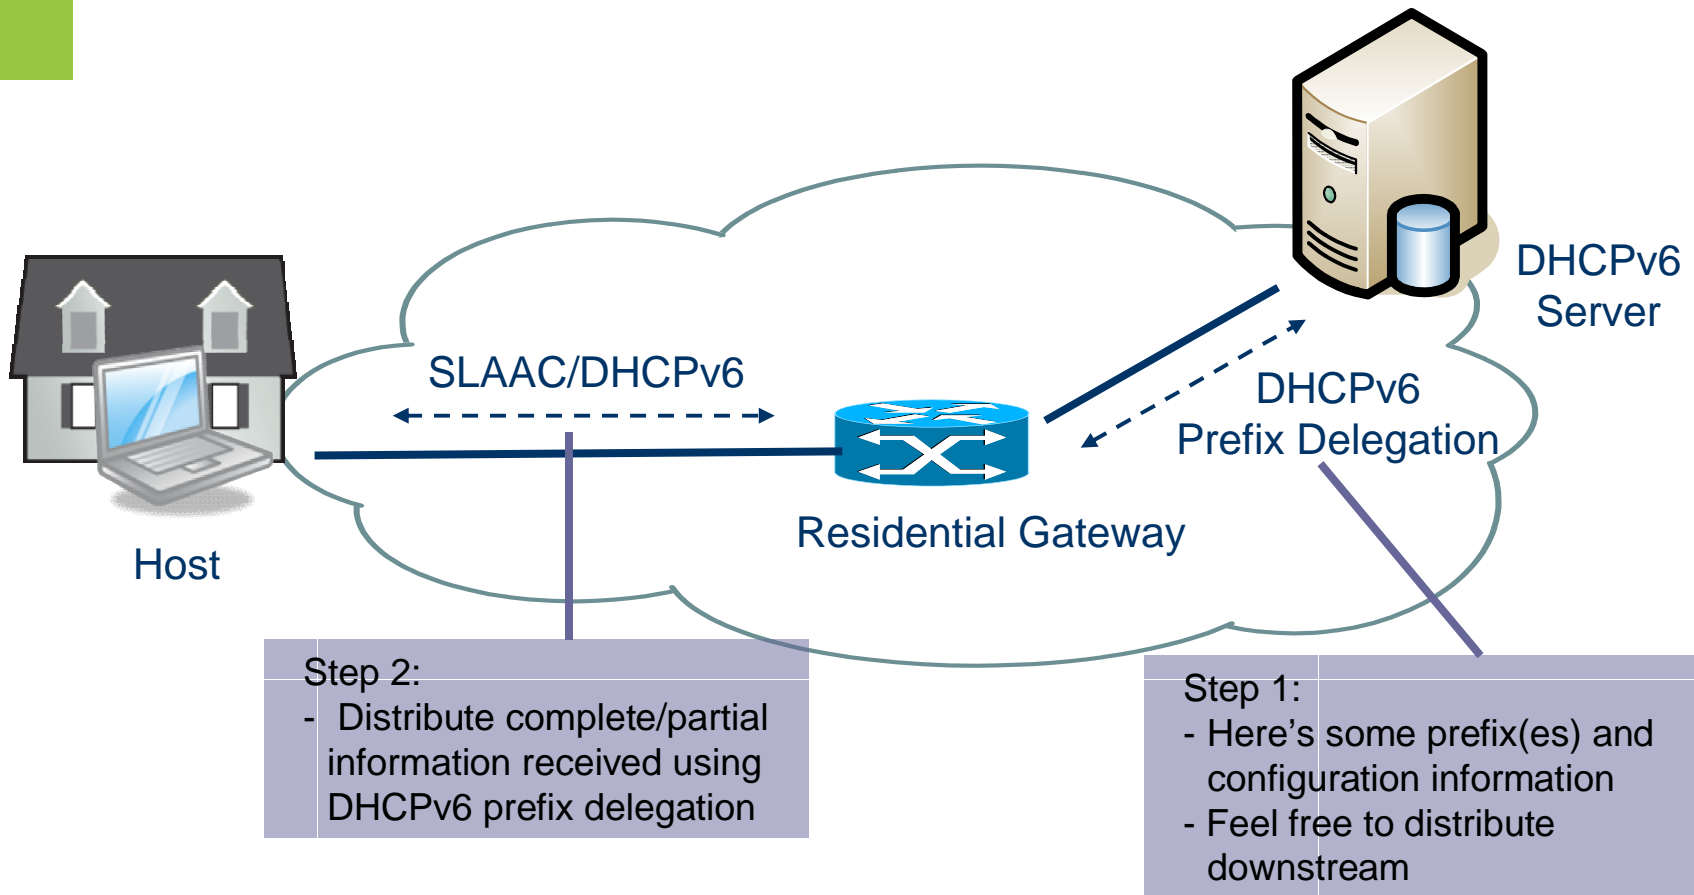 DHCPv6
Server
SLAAC/DHCPv6
DHCPv6
Prefix Delegation
Residential Gateway
Host
Step 2:
- Distribute complete/partial
information received using
DHCPv6 prefix delegation
Step 1:
- Here's some prefix(es) and
configuration information
- Feel free to distribute
downstream